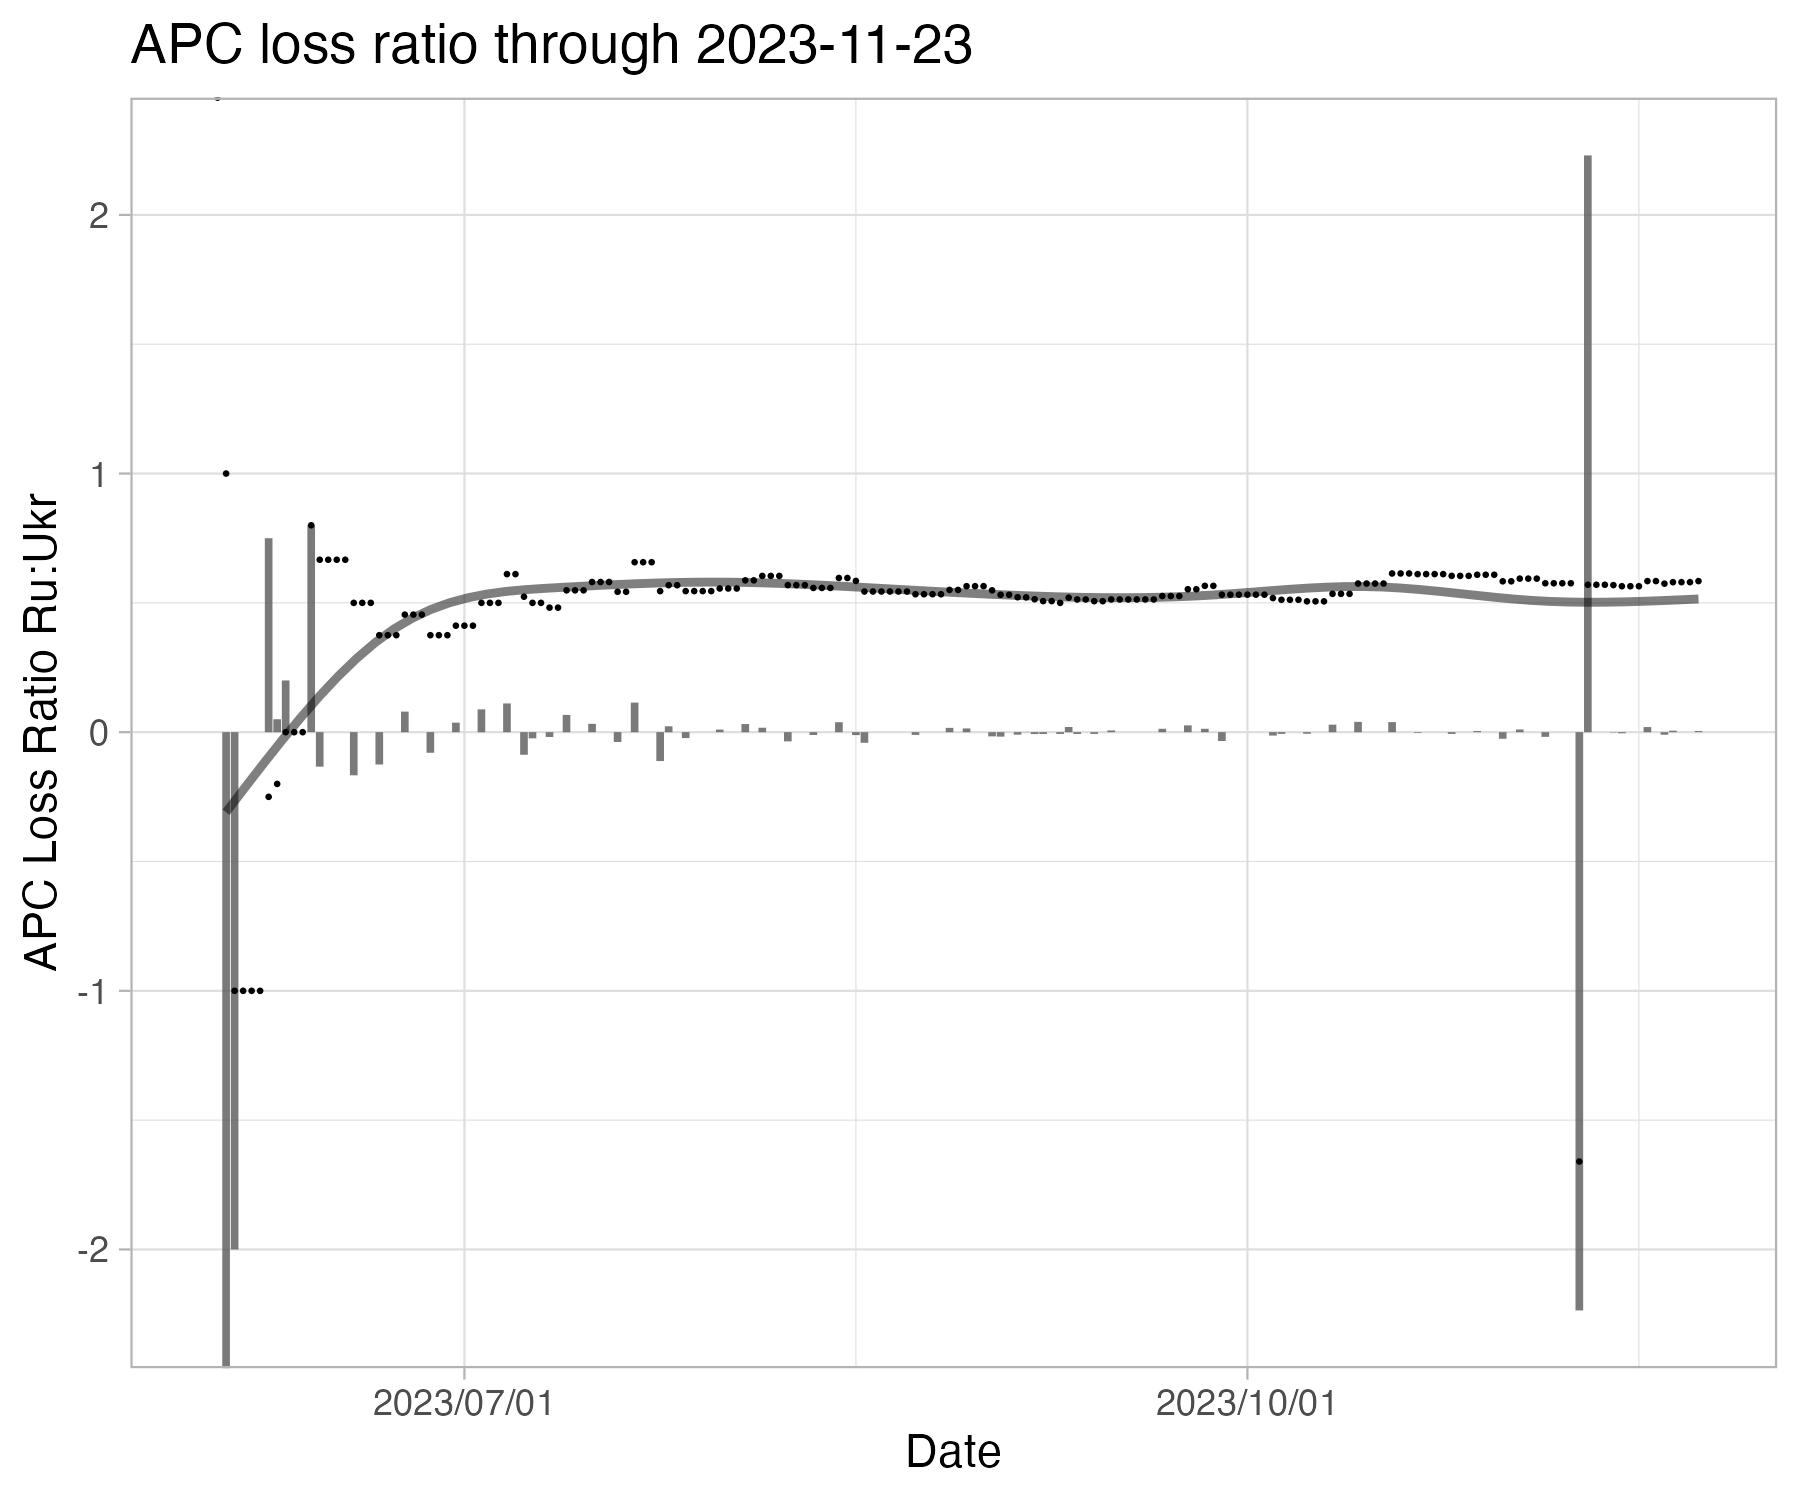 APC loss ratio through 2023-11-23
APC Loss Ratio Ru:Ukr
2
1
0
-1
-2
2023/07/01
2023/10/01
Date